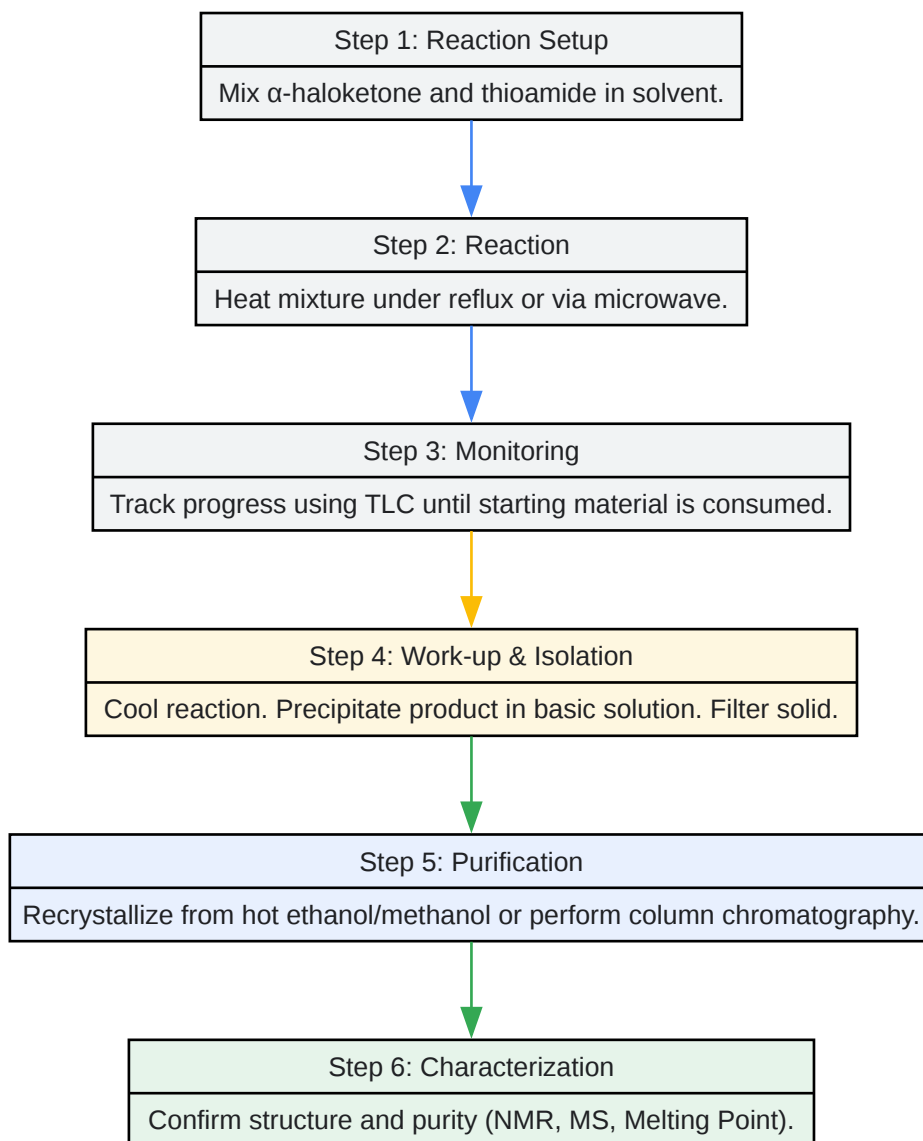 Step 1: Reaction Setup
Mix α-haloketone and thioamide in solvent.
Step 2: Reaction
Heat mixture under reflux or via microwave.
Step 3: Monitoring
Track progress using TLC until starting material is consumed.
Step 4: Work-up & Isolation
Cool reaction. Precipitate product in basic solution. Filter solid.
Step 5: Purification
Recrystallize from hot ethanol/methanol or perform column chromatography.
Step 6: Characterization
Confirm structure and purity (NMR, MS, Melting Point).